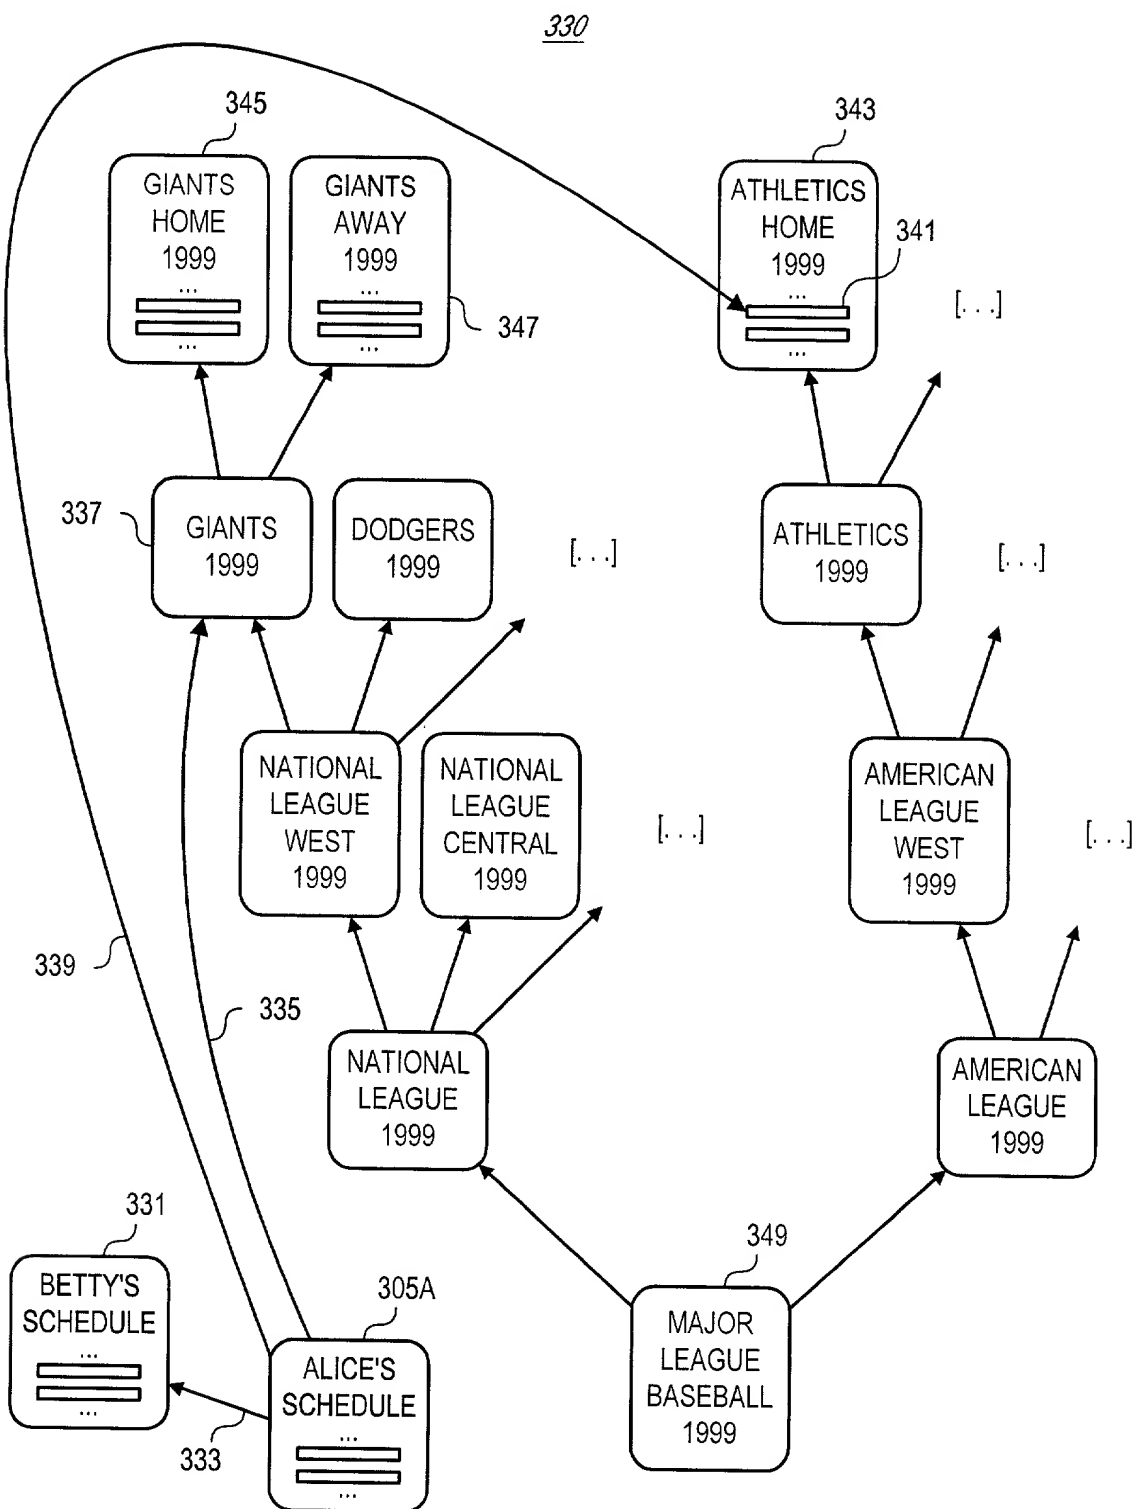 330
345
343
GIANTS
HOME
1999
...
...
GIANTS
AWAY
1999
...
...
ATHLETICS
HOME
1999
...
...
341
347
[...]
337
GIANTS
1999
DODGERS
1999
[...]
ATHLETICS
1999
[...]
NATIONAL
LEAGUE
WEST
1999
NATIONAL
LEAGUE
CENTRAL
1999
[...]
AMERICAN
LEAGUE
WEST
1999
[...]
339
335
NATIONAL
LEAGUE
1999
AMERICAN
LEAGUE
1999
331
BETTY'S
SCHEDULE
...
...
333
305A
ALICE'S
SCHEDULE
...
...
349
MAJOR
LEAGUE
BASEBALL
1999